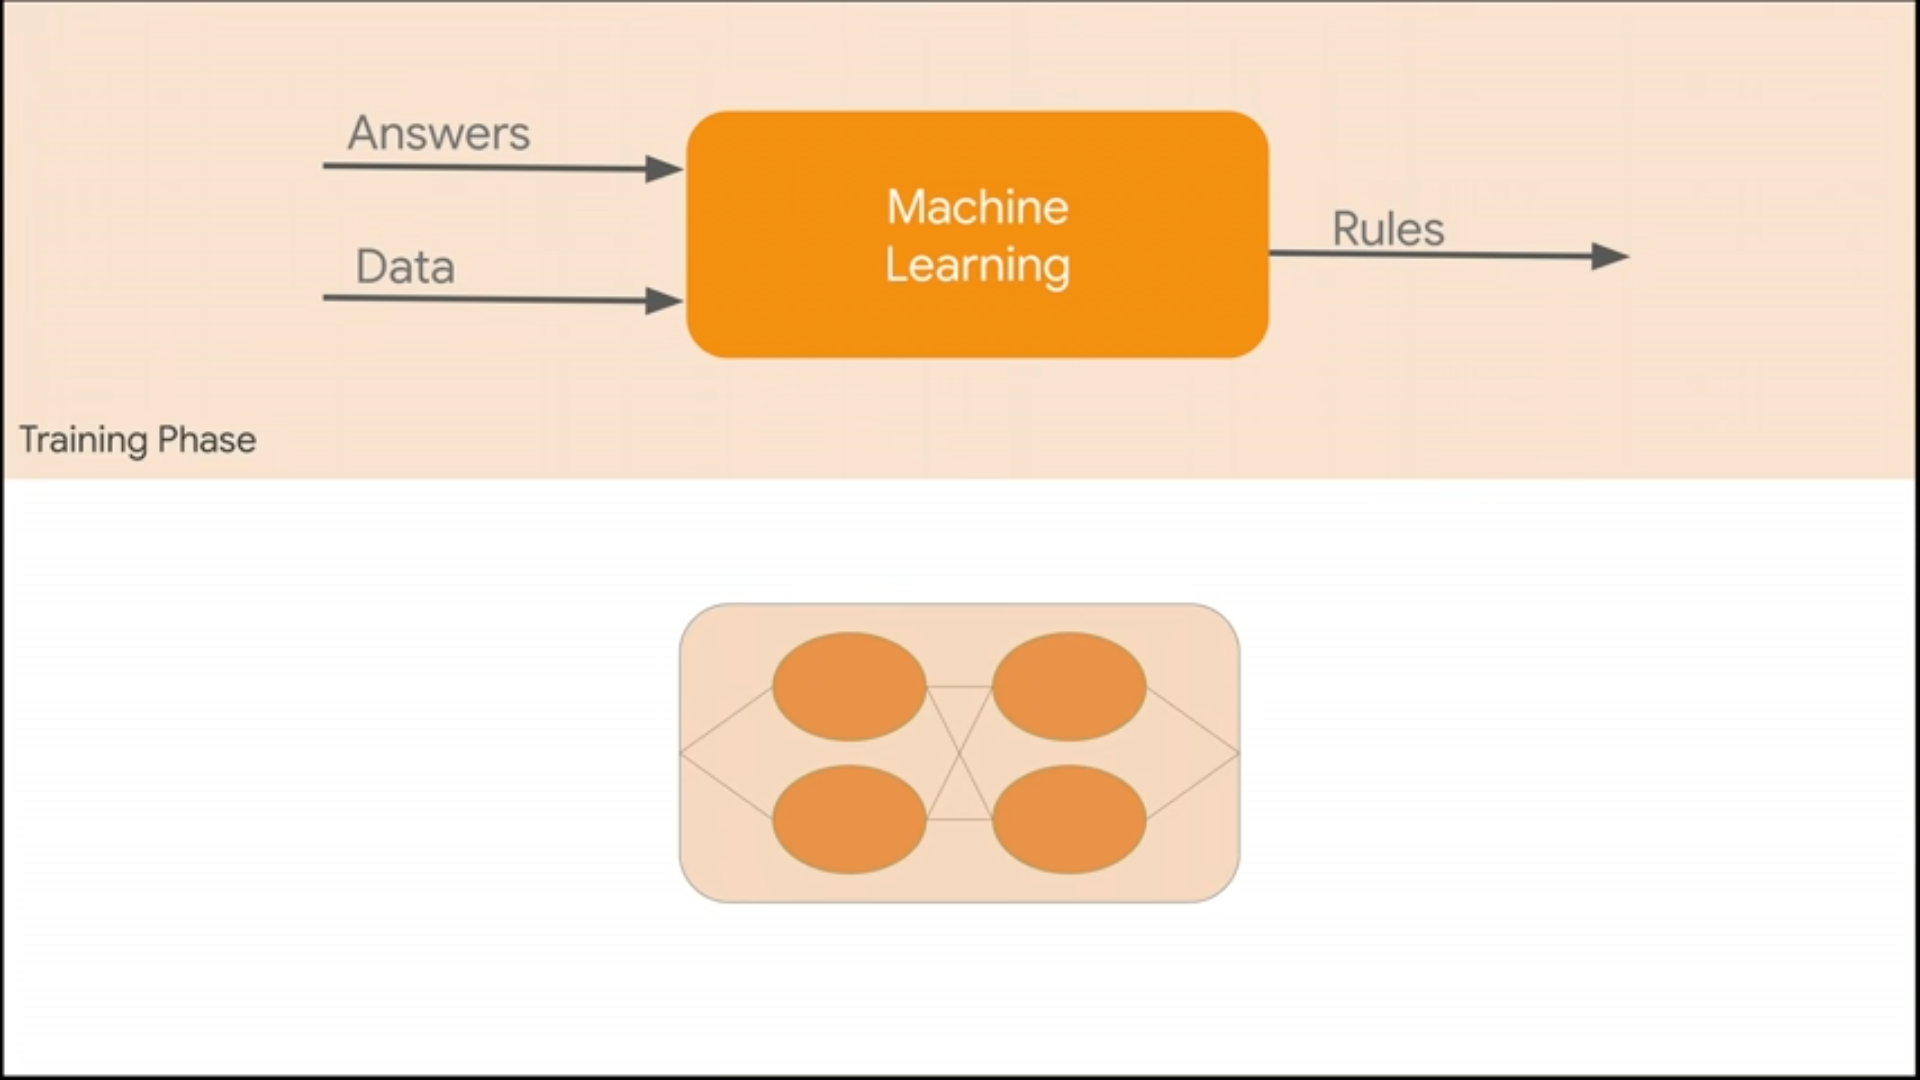 Answers
Data
Machine
Learning
Rules
Training Phase